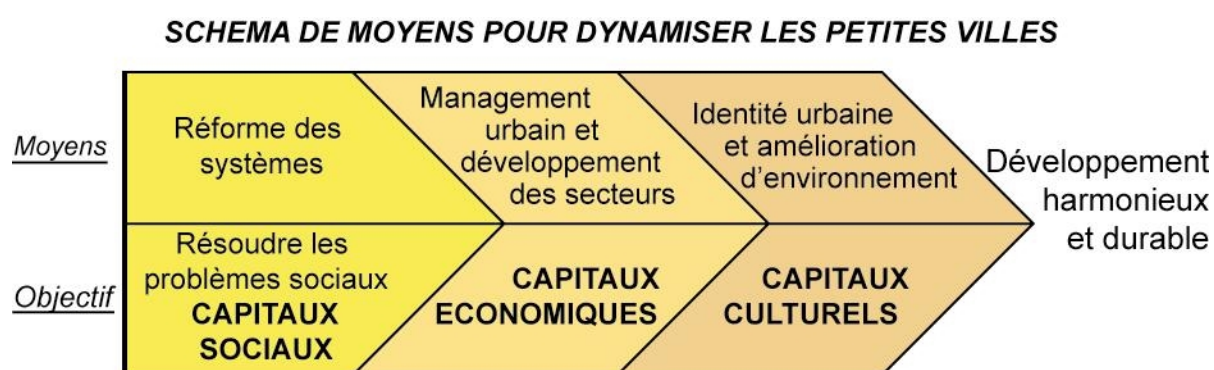 SCHEMA DE MOYENS POUR DYNAMISER LES PETITES VILLES
Moyens
Réforme des
systèmes
Management
urbain et
développement
des secteurs
Identité urbaine
et amélioration
d'environnement
Objectif
Résoudre les
problèmes sociaux
CAPITAUX
SOCIAUX
CAPITAUX
ECONOMIQUES
CAPITAUX
CULTURELS
Développement
harmonieux
et durable